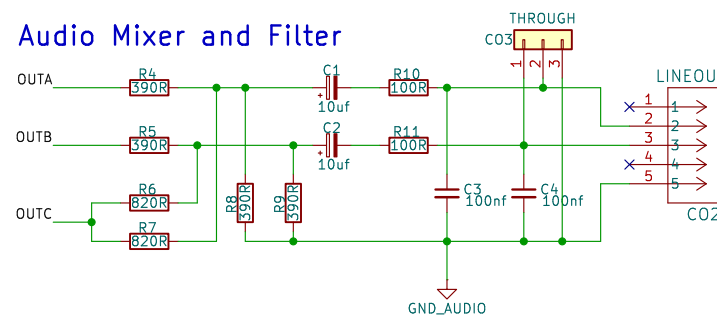 THROUGH
Audio Mixer and Filter
CO3
1 2 3
OUTA
R4
390R
C1
+
10uf
R10
100R
LINEOU
1 1
2 2
OUTB
R5
390R
C2
+
10uf
R11
100R
3 3
4 4
R6
820R
5 5
OUTC
R7
820R
R8
390R
R9
390R
C3
100nf
C4
100nf
CO2
GND_AUDIO